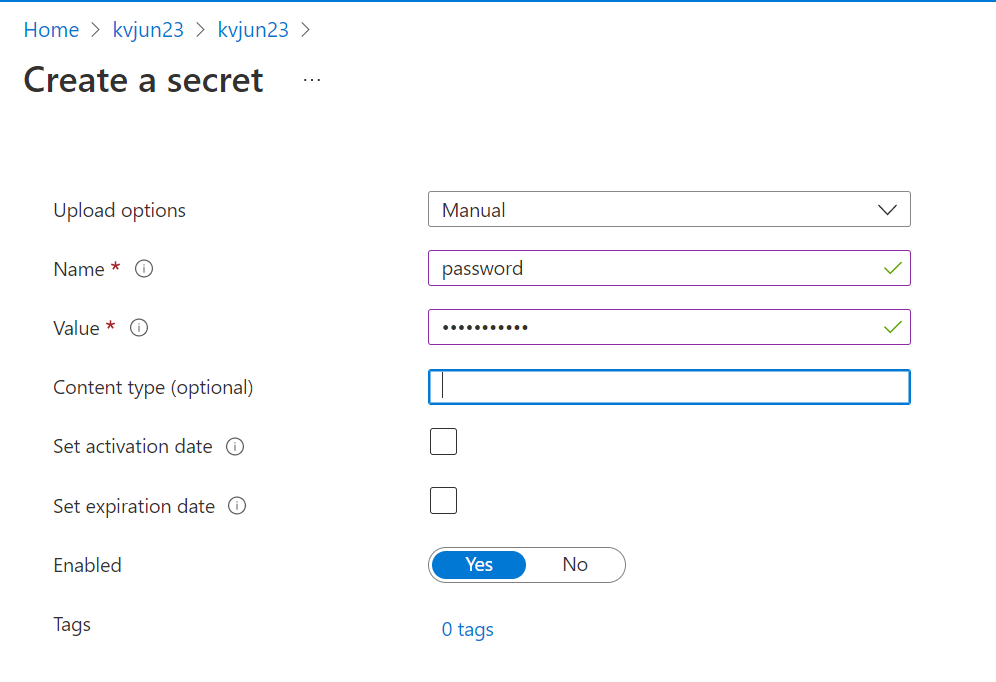 Home > kvjun23 > kvjun23 >
Create a secret ...
Upload options Manual
Name * password
Value * •••••••••••
Content type (optional)
Set activation date
Set expiration date
Enabled Yes No
Tags 0 tags